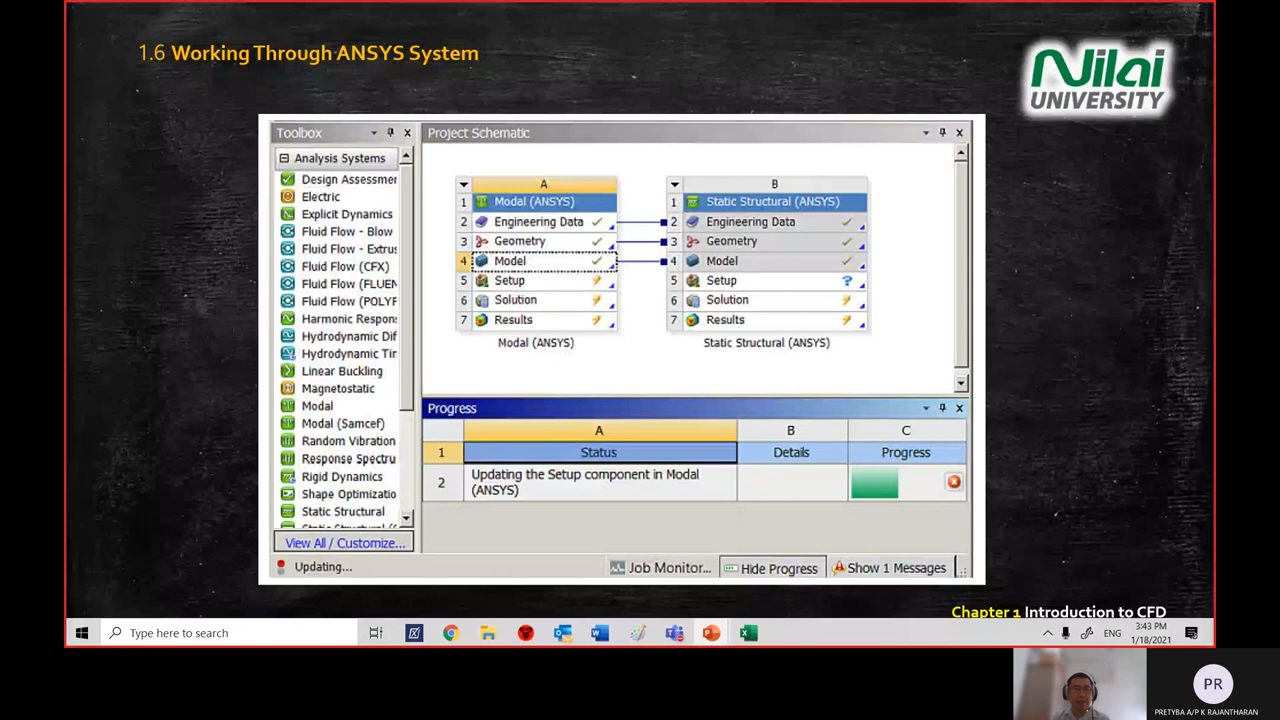 1.6 Working Through ANSYS System
Nilai
UNIVERSITY
Toolbox
Analysis Systems
Design Assessmer
Electric
Explicit Dynamics
Fluid Flow - Blow
Fluid Flow - Extrus
Fluid Flow (CFX)
Fluid Flow (FLUEN
Fluid Flow (POLYF
Harmonic Respon
Hydrodynamic Dif
Hydrodynamic Tir
Linear Buckling
Magnetostatic
Modal
Modal (Samcef)
Random Vibration
Response Spectru
Rigid Dynamics
Shape Optimizatio
Static Structural
View All / Customize...
Project Schematic
A
1 Modal (ANSYS)
2 Engineering Data
3 Geometry
4 Model
5 Setup
6 Solution
7 Results
Modal (ANSYS)
B
1 Static Structural (ANSYS)
2 Engineering Data
3 Geometry
4 Model
5 Setup ?
6 Solution
7 Results
Static Structural (ANSYS)
Progress
A B C
1 Status Details Progress
2 Updating the Setup component in Modal
(ANSYS)
Updating... Job Monitor... Hide Progress Show 1 Messages
Chapter 1 Introduction to CFD
Type here to search
ENG
3:43 PM
1/18/2021
PR
PRETYBA A/P K RAJANTHARAN